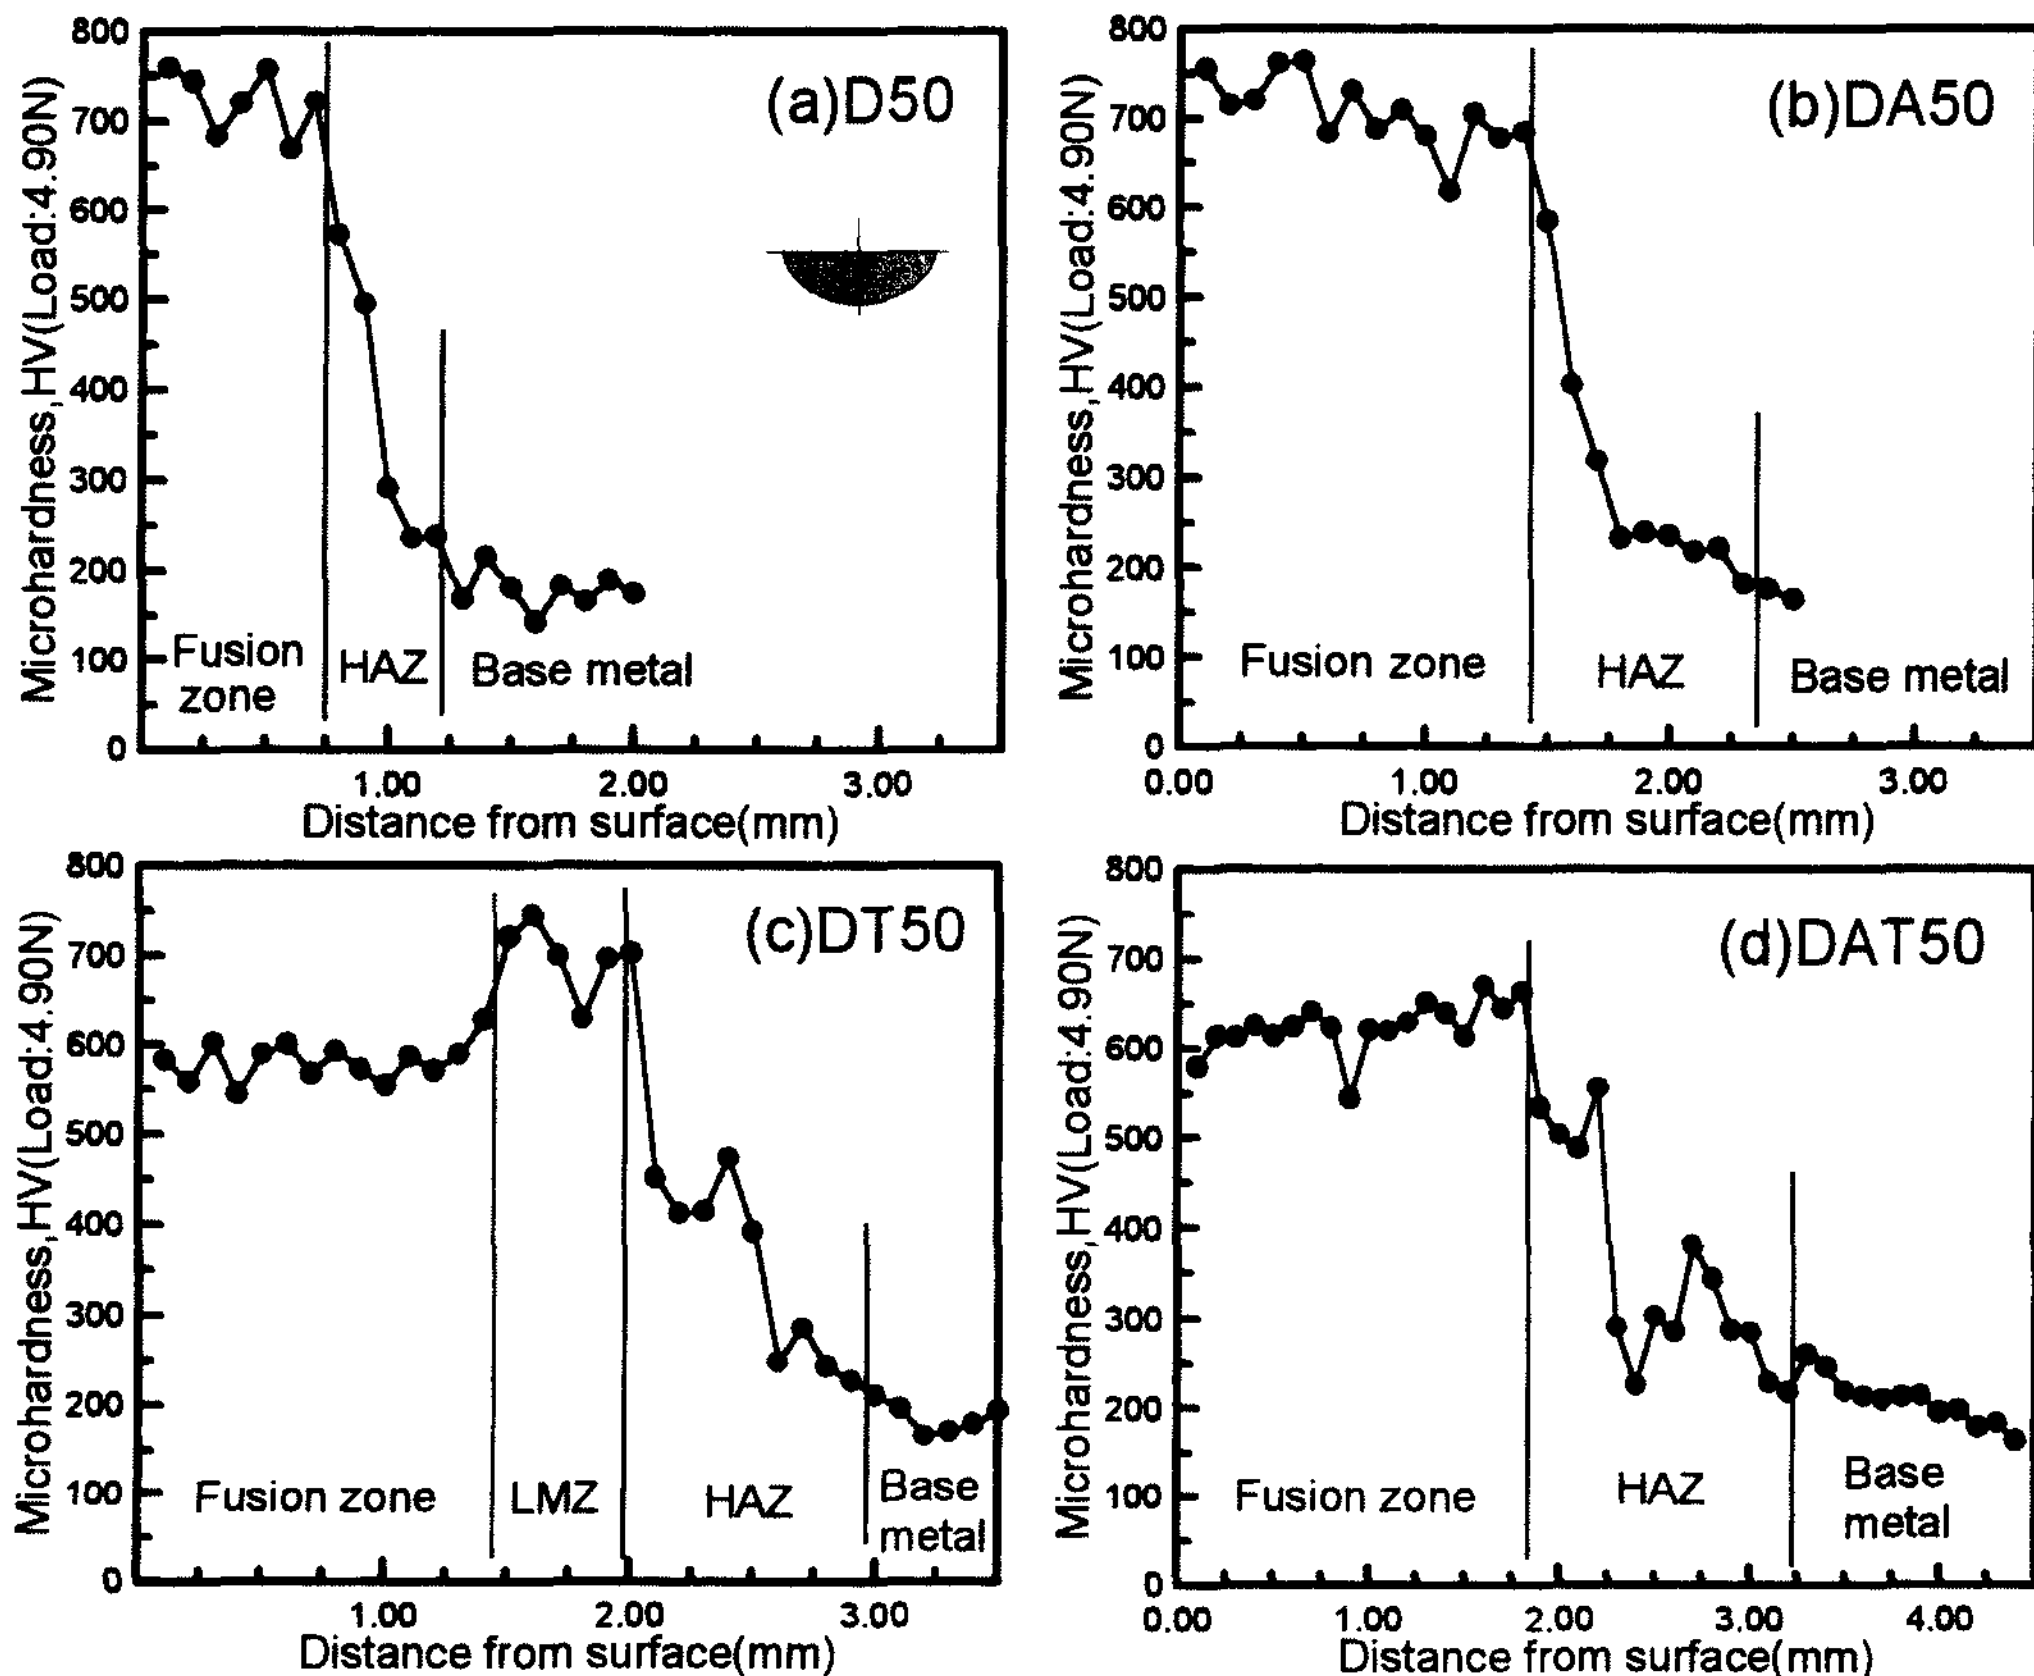 (a)D50
Microhardness,HV(Load:4.90N)
800
700
600
500
400
300
200
100
0
Fusion
zone
HAZ
Base metal
1.00
2.00
3.00
Distance from surface(mm)
(b)DA50
Microhardness,HV(Load:4.90N)
800
700
600
500
400
300
200
100
0
Fusion zone
HAZ
Base metal
0.00
1.00
2.00
3.00
Distance from surface(mm)
(c)DT50
Microhardness,HV(Load:4.90N)
800
700
600
500
400
300
200
100
0
Fusion zone
LMZ
HAZ
Base
metal
1.00
2.00
3.00
Distance from surface(mm)
(d)DAT50
Microhardness,HV(Load:4.90N)
800
700
600
500
400
300
200
100
0
Fusion zone
HAZ
Base
metal
0.00
1.00
2.00
3.00
4.00
Distance from surface(mm)